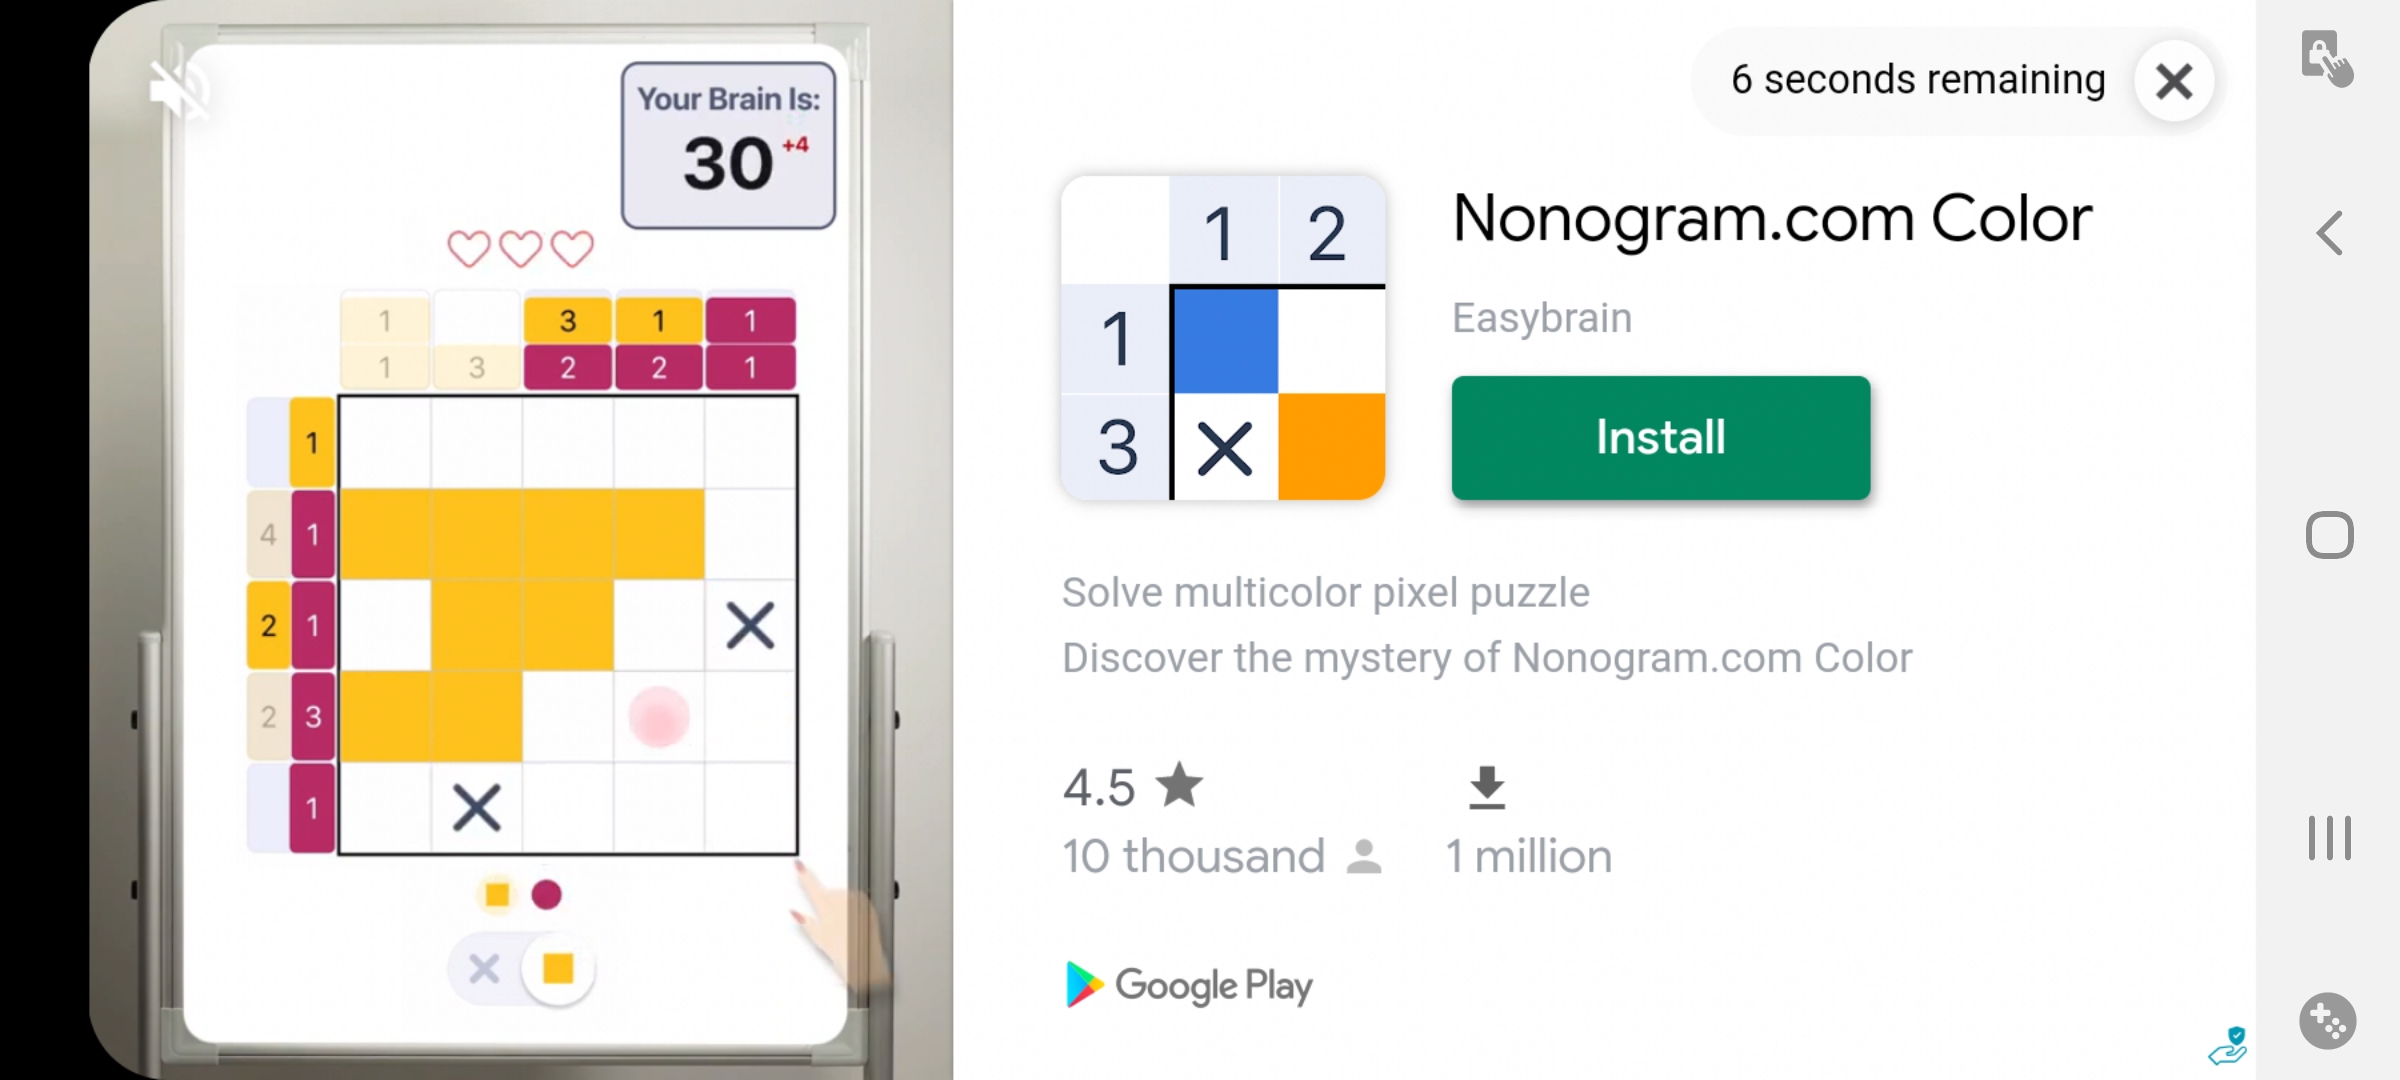 Your Brain Is:
30 +4
1 3 1 1
1 3 2 2 1
1
4 1
2 1
2 3
1
6 seconds remaining
1 2
1
3
Nonogram.com Color
Easybrain
Install
Solve multicolor pixel puzzle
Discover the mystery of Nonogram.com Color
4.5
10 thousand
1 million
Google Play